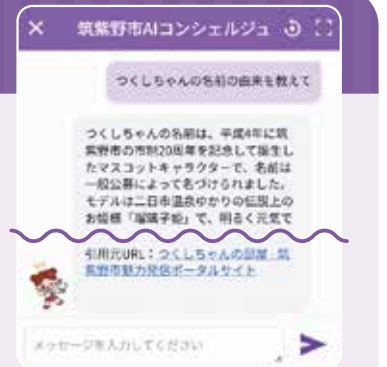 筑紫野市AIコンシェルジュ
つくしちゃんの名前の由来を教えて
つくしちゃんの名前は、平成4年に筑
紫野市の市制20周年を記念して誕生し
たマスコットキャラクターで、名前は
一般公募によって名づけられました。
モデルは二日市温泉ゆかりの伝説上の
お姫様「瑠璃子姫」で、明るく元気で
引用元URL:つくしちゃんの部屋 - 筑
紫野市魅力発信ポータルサイト
メッセージを入力してください